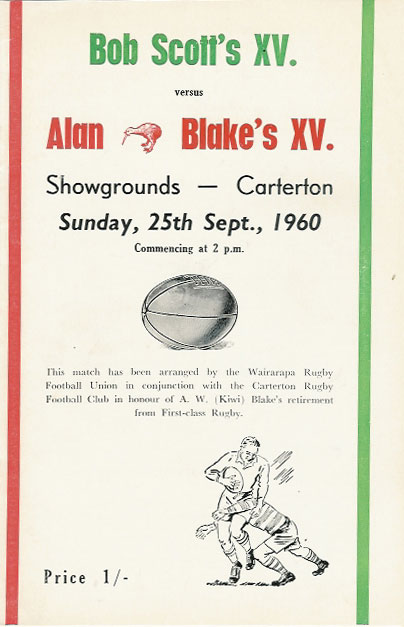 Bob Scott's XV.
versus
Alan Blake's XV.
Showgrounds — Carterton
Sunday, 25th Sept., 1960
Commencing at 2 p.m.
This match has been arranged by the Wairarapa Rugby
Football Union in conjunction with the Carterton Rugby
Football Club in honour of A. W. (Kiwi) Blake's retirement
from First-class Rugby.
Price 1/-